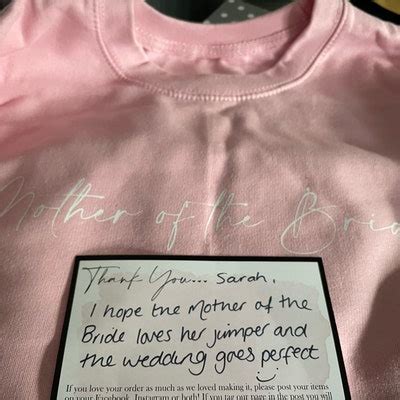 Mother of the Bride
Thank You... Sarah,
I hope the Mother of the
Bride loves her jumper and
the wedding goes perfect
If you love your order as much as we loved making it, please post your items
on your Facebook, Instagram or both! If you tag our page in the post you will